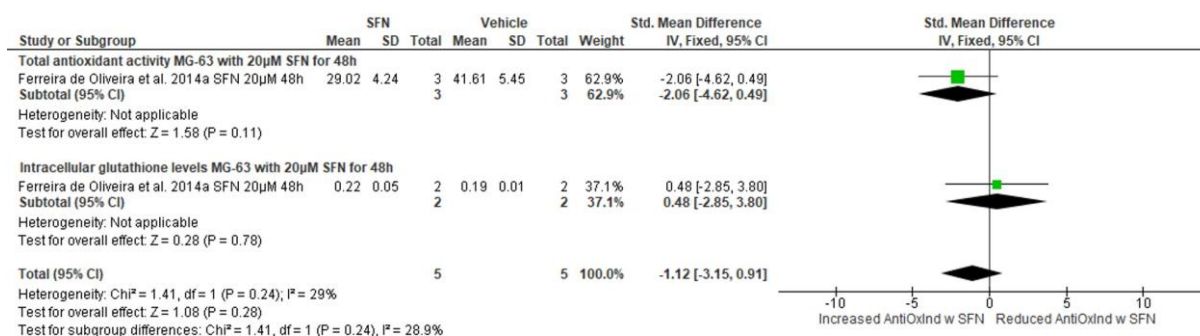 SFN Vehicle Std. Mean Difference Std. Mean Difference
Study or Subgroup Mean SD Total Mean SD Total Weight IV, Fixed, 95% CI IV, Fixed, 95% CI
Total antioxidant activity MG-63 with 20µM SFN for 48h
Ferreira de Oliveira et al. 2014a SFN 20µM 48h 29.02 4.24 3 41.61 5.45 3 62.9% -2.06 [-4.62, 0.49]
Subtotal (95% CI) 3 3 62.9% -2.06 [-4.62, 0.49]
Heterogeneity: Not applicable
Test for overall effect: Z = 1.58 (P = 0.11)
Intracellular glutathione levels MG-63 with 20µM SFN for 48h
Ferreira de Oliveira et al. 2014a SFN 20µM 48h 0.22 0.05 2 0.19 0.01 2 37.1% 0.48 [-2.85, 3.80]
Subtotal (95% CI) 2 2 37.1% 0.48 [-2.85, 3.80]
Heterogeneity: Not applicable
Test for overall effect: Z = 0.28 (P = 0.78)
Total (95% CI) 5 5 100.0% -1.12 [-3.15, 0.91]
Heterogeneity: Chi² = 1.41, df = 1 (P = 0.24); I² = 29%
Test for overall effect: Z = 1.08 (P = 0.28)
Test for subgroup differences: Chi² = 1.41, df = 1 (P = 0.24), I² = 28.9%
-10 -5 0 5 10
Increased AntiOxInd w SFN Reduced AntiOxInd w SFN